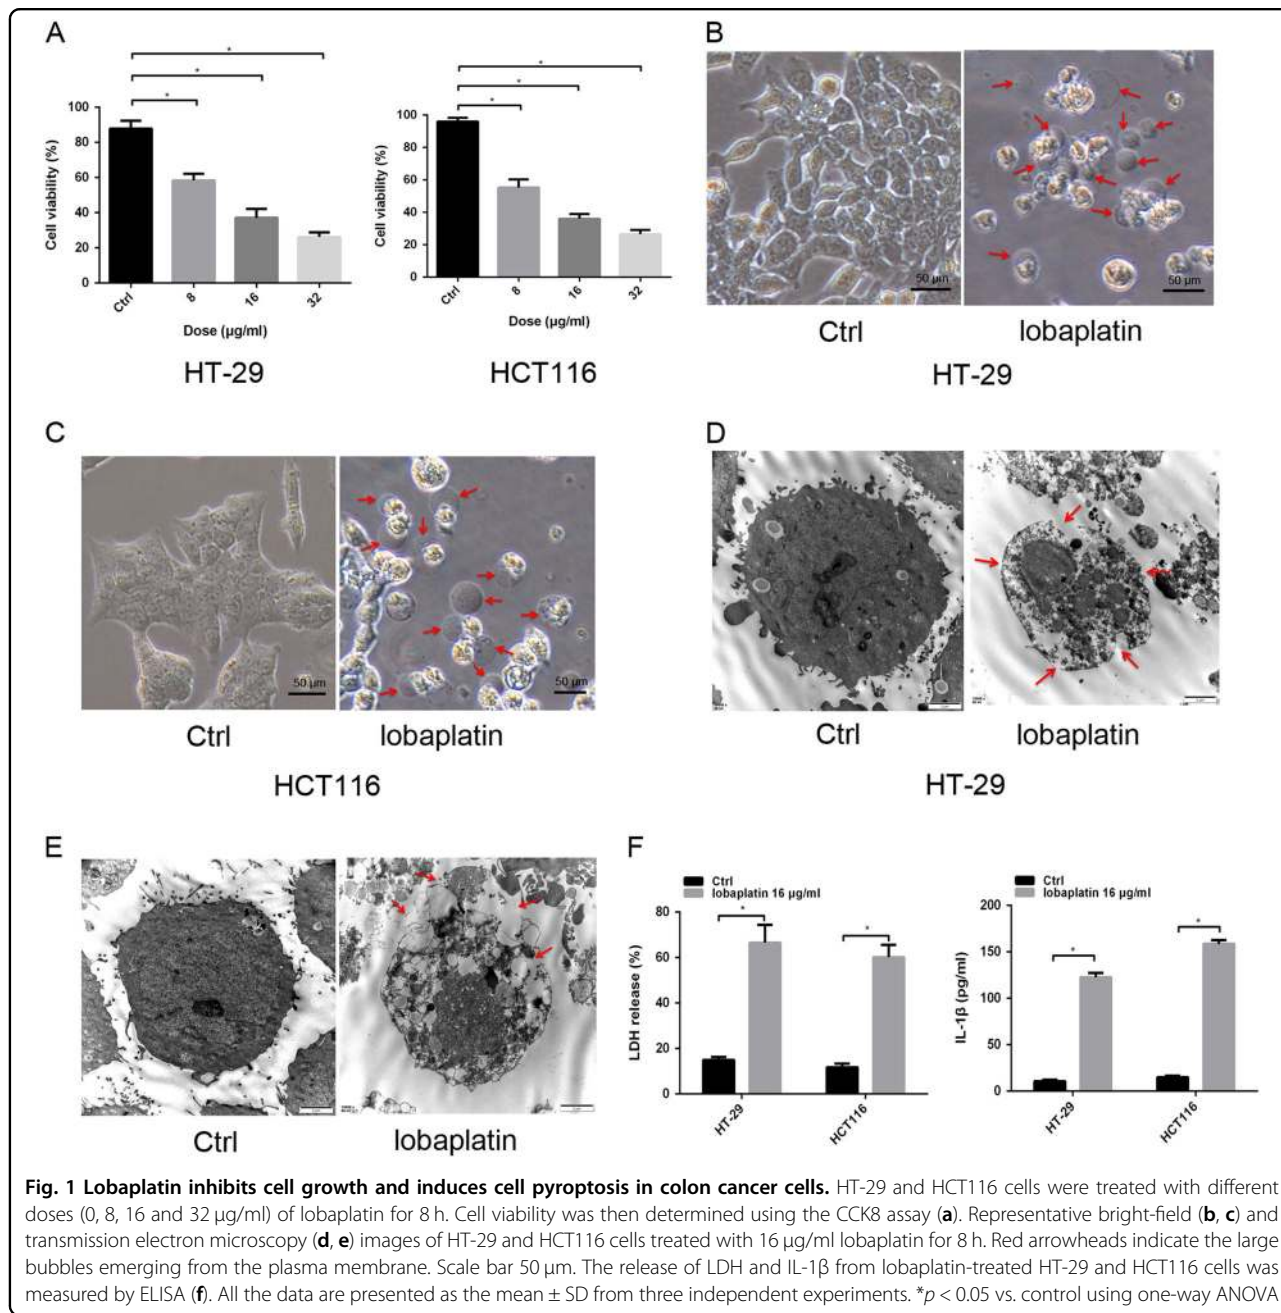 A
*
*
*
100
80
60
40
20
0
Cell viability (%)
Ctrl
8
16
32
Dose (µg/ml)
HT-29
*
*
*
100
80
60
40
20
0
Cell viability (%)
Ctrl
8
16
32
Dose (µg/ml)
HCT116
B
50 µm
50 µm
Ctrl
lobaplatin
HT-29
C
50 µm
50 µm
Ctrl
lobaplatin
HCT116
D
Ctrl
lobaplatin
HT-29
E
Ctrl
lobaplatin
F
Ctrl
lobaplatin 16 µg/ml
80
60
40
20
0
LDH release (%)
*
*
HT-29
HCT116
Ctrl
lobaplatin 16 µg/ml
200
150
100
50
0
IL-1β (pg/ml)
*
*
HT-29
HCT116
Fig. 1 Lobaplatin inhibits cell growth and induces cell pyroptosis in colon cancer cells. HT-29 and HCT116 cells were treated with different
doses (0, 8, 16 and 32 µg/ml) of lobaplatin for 8 h. Cell viability was then determined using the CCK8 assay (a). Representative bright-field (b, c) and
transmission electron microscopy (d, e) images of HT-29 and HCT116 cells treated with 16 µg/ml lobaplatin for 8 h. Red arrowheads indicate the large
bubbles emerging from the plasma membrane. Scale bar 50 µm. The release of LDH and IL-1β from lobaplatin-treated HT-29 and HCT116 cells was
measured by ELISA (f). All the data are presented as the mean ± SD from three independent experiments. *p < 0.05 vs. control using one-way ANOVA